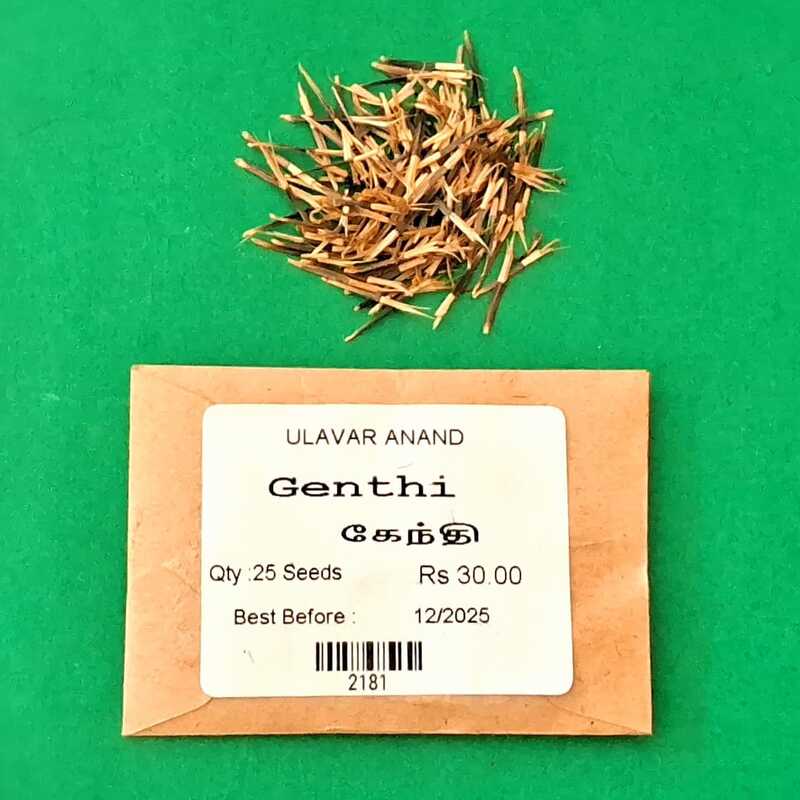 ULAVAR ANAND
Genthi
கேந்தி
Qty :25 Seeds Rs 30.00
Best Before : 12/2025
2181